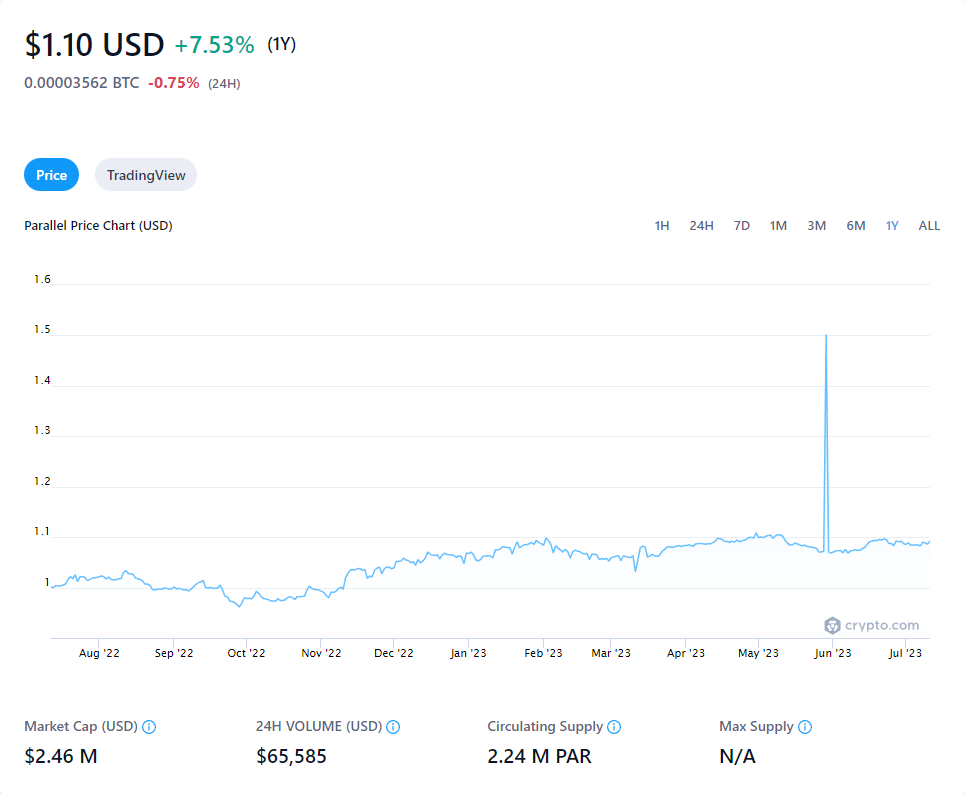 $1.10 USD +7.53% (1Y)
0.00003562 BTC -0.75% (24H)
Price TradingView
Parallel Price Chart (USD) 1H 24H 7D 1M 3M 6M 1Y ALL
1.6
1.5
1.4
1.3
1.2
1.1
1
crypto.com
Aug '22 Sep '22 Oct '22 Nov '22 Dec '22 Jan '23 Feb '23 Mar '23 Apr '23 May '23 Jun '23 Jul '23
Market Cap (USD) 24H VOLUME (USD) Circulating Supply Max Supply
$2.46 M $65,585 2.24 M PAR N/A